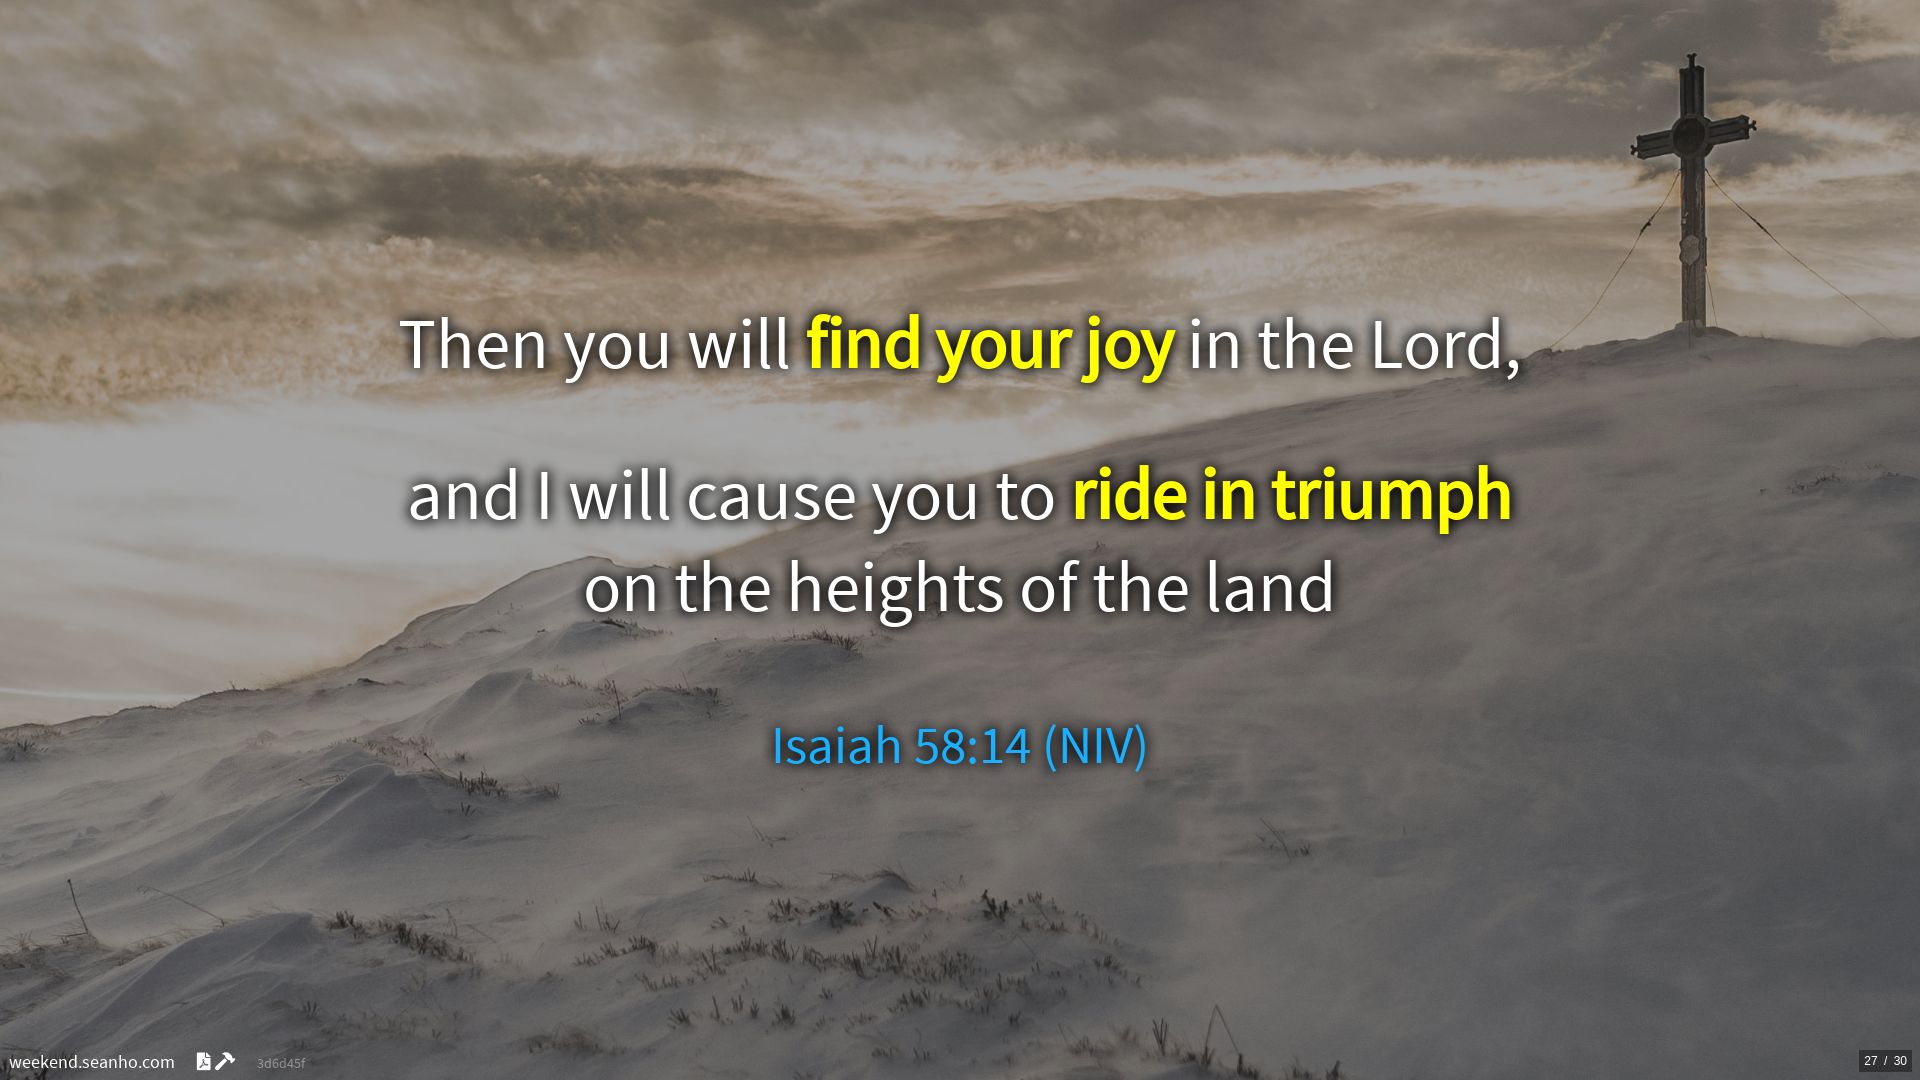 Then you will find your joy in the Lord,
and I will cause you to ride in triumph
on the heights of the land
Isaiah 58:14 (NIV)
weekend.seanho.com 3d6d45f
27 / 30